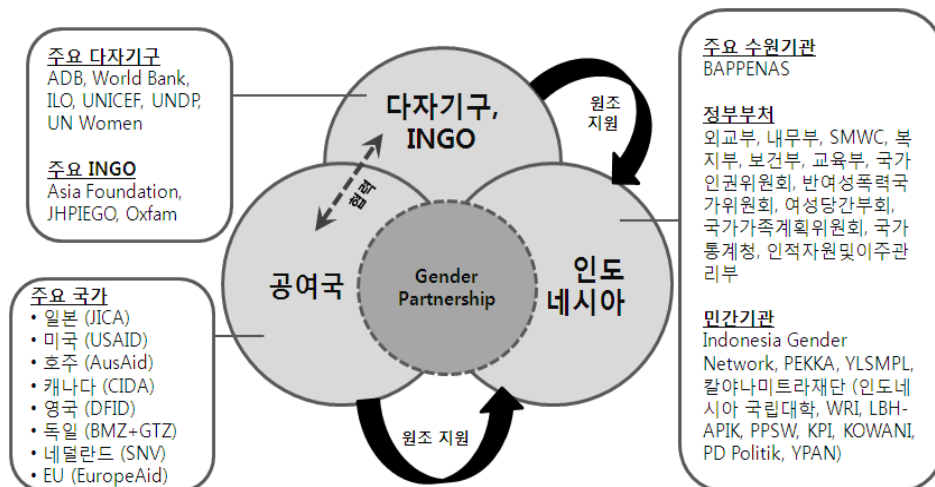 주요 다자기구
ADB, World Bank,
ILO, UNICEF, UNDP,
UN Women
주요 INGO
Asia Foundation,
JHPIEGO, Oxfam
다자기구,
INGO
원조
지원
협력
공여국
Gender
Partnership
인도
네시아
원조 지원
주요 국가
• 일본 (JICA)
• 미국 (USAID)
• 호주 (AusAid)
• 캐나다 (CIDA)
• 영국 (DFID)
• 독일 (BMZ+GTZ)
• 네덜란드 (SNV)
• EU (EuropeAid)
주요 수원기관
BAPPENAS
정부부처
외교부, 내무부, SMWC, 복
지부, 보건부, 교육부, 국가
인권위원회, 반여성폭력국
가위원회, 여성당간부회,
국가가족계획위원회, 국가
통계청, 인적자원및이주관
리부
민간기관
Indonesia Gender
Network, PEKKA, YLSMPL,
칼야나미트라재단 (인도네
시아 국립대학, WRI, LBH-
APIK, PPSW, KPI, KOWANI,
PD Politik, YPAN)